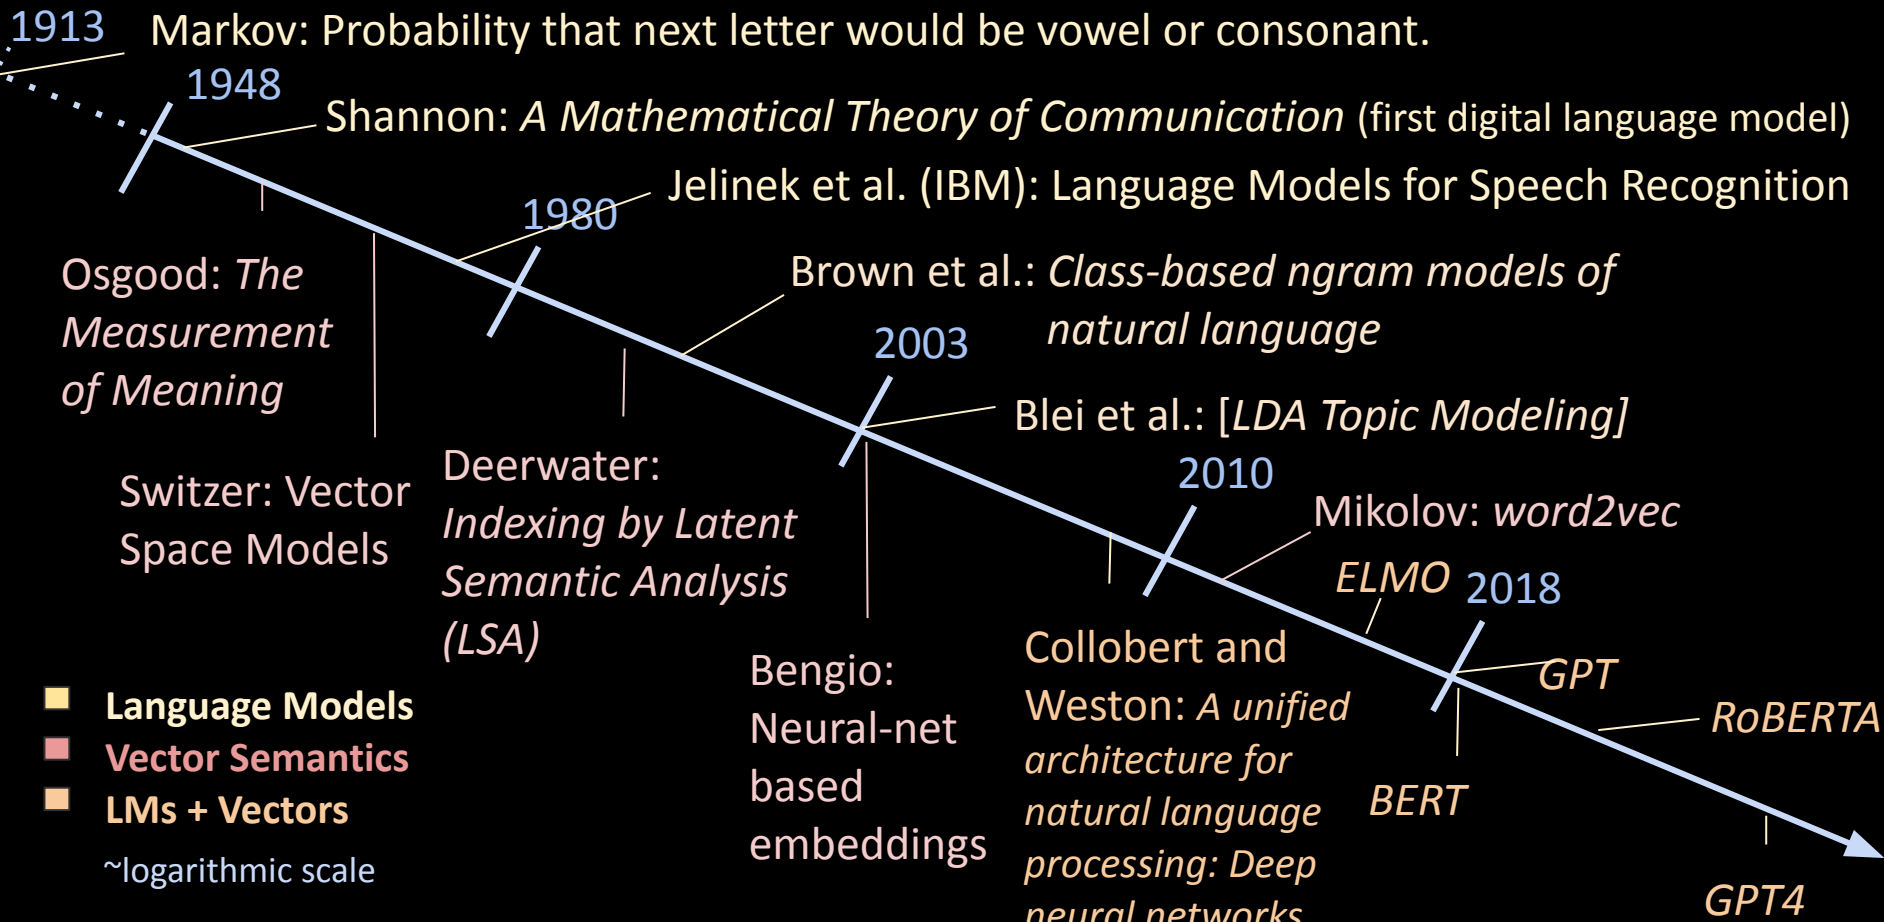 1913
Markov: Probability that next letter would be vowel or consonant.
1948
Shannon: A Mathematical Theory of Communication (first digital language model)
Jelinek et al. (IBM): Language Models for Speech Recognition
1980
Osgood: The
Measurement
of Meaning
Brown et al.: Class-based ngram models of
natural language
2003
Blei et al.: [LDA Topic Modeling]
Switzer: Vector
Space Models
Deerwater:
Indexing by Latent
Semantic Analysis
(LSA)
2010
Mikolov: word2vec
ELMO
2018
Bengio:
Neural-net
based
embeddings
Collobert and
Weston: A unified
architecture for
natural language
processing: Deep
neural networks
GPT
RoBERTA
BERT
GPT4
Language Models
Vector Semantics
LMs + Vectors
~logarithmic scale